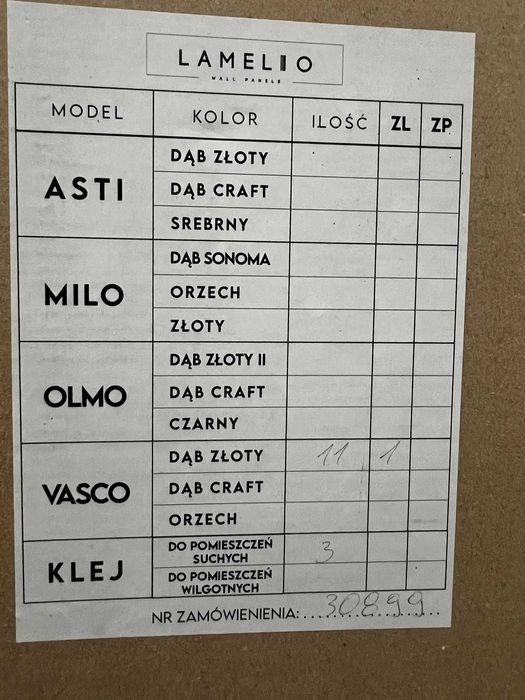 LAMELIO
WALL PANELS
MODEL KOLOR ILOŚĆ ZL ZP
ASTI
DĄB ZŁOTY
DĄB CRAFT
SREBRNY
MILO
DĄB SONOMA
ORZECH
ZŁOTY
OLMO
DĄB ZŁOTY II
DĄB CRAFT
CZARNY
VASCO
DĄB ZŁOTY 11 1
DĄB CRAFT
ORZECH
KLEJ
DO POMIESZCZEŃ
SUCHYCH 3
DO POMIESZCZEŃ
WILGOTNYCH
NR ZAMÓWIENIENIA: 30899